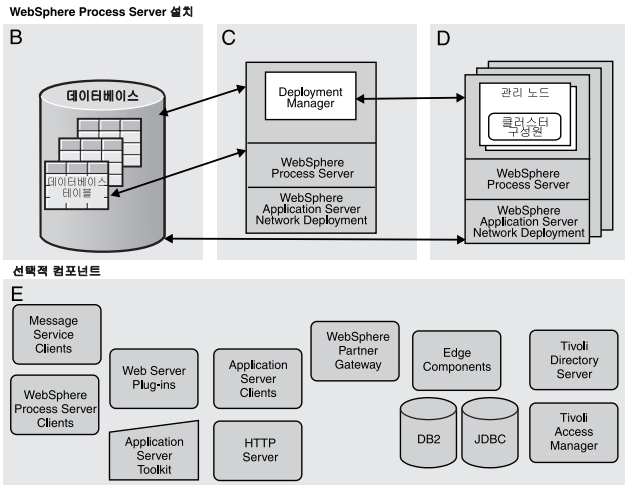 WebSphere Process Server 설치
B
데이터베이스
데이터베이스
테이블
C
Deployment
Manager
WebSphere
Process Server
WebSphere
Application Server
Network Deployment
D
관리 노드
클러스터
구성원
WebSphere
Process Server
WebSphere
Application Server
Network Deployment
선택적 컴포넌트
E
Message
Service
Clients
WebSphere
Process Server
Clients
Web Server
Plug-ins
Application
Server
Toolkit
Application
Server
Clients
HTTP
Server
WebSphere
Partner
Gateway
Edge
Components
DB2
JDBC
Tivoli
Directory
Server
Tivoli
Access
Manager